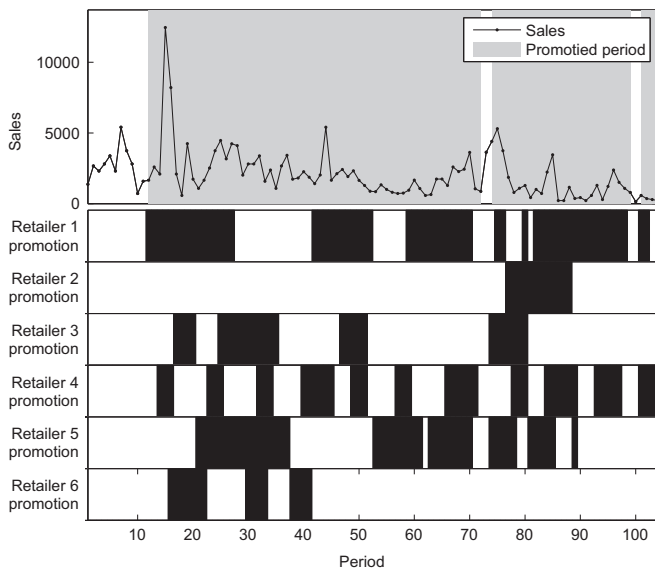 Sales
Promotied period
10000
5000
0
Sales
Retailer 1
promotion
Retailer 2
promotion
Retailer 3
promotion
Retailer 4
promotion
Retailer 5
promotion
Retailer 6
promotion
10 20 30 40 50 60 70 80 90 100
Period